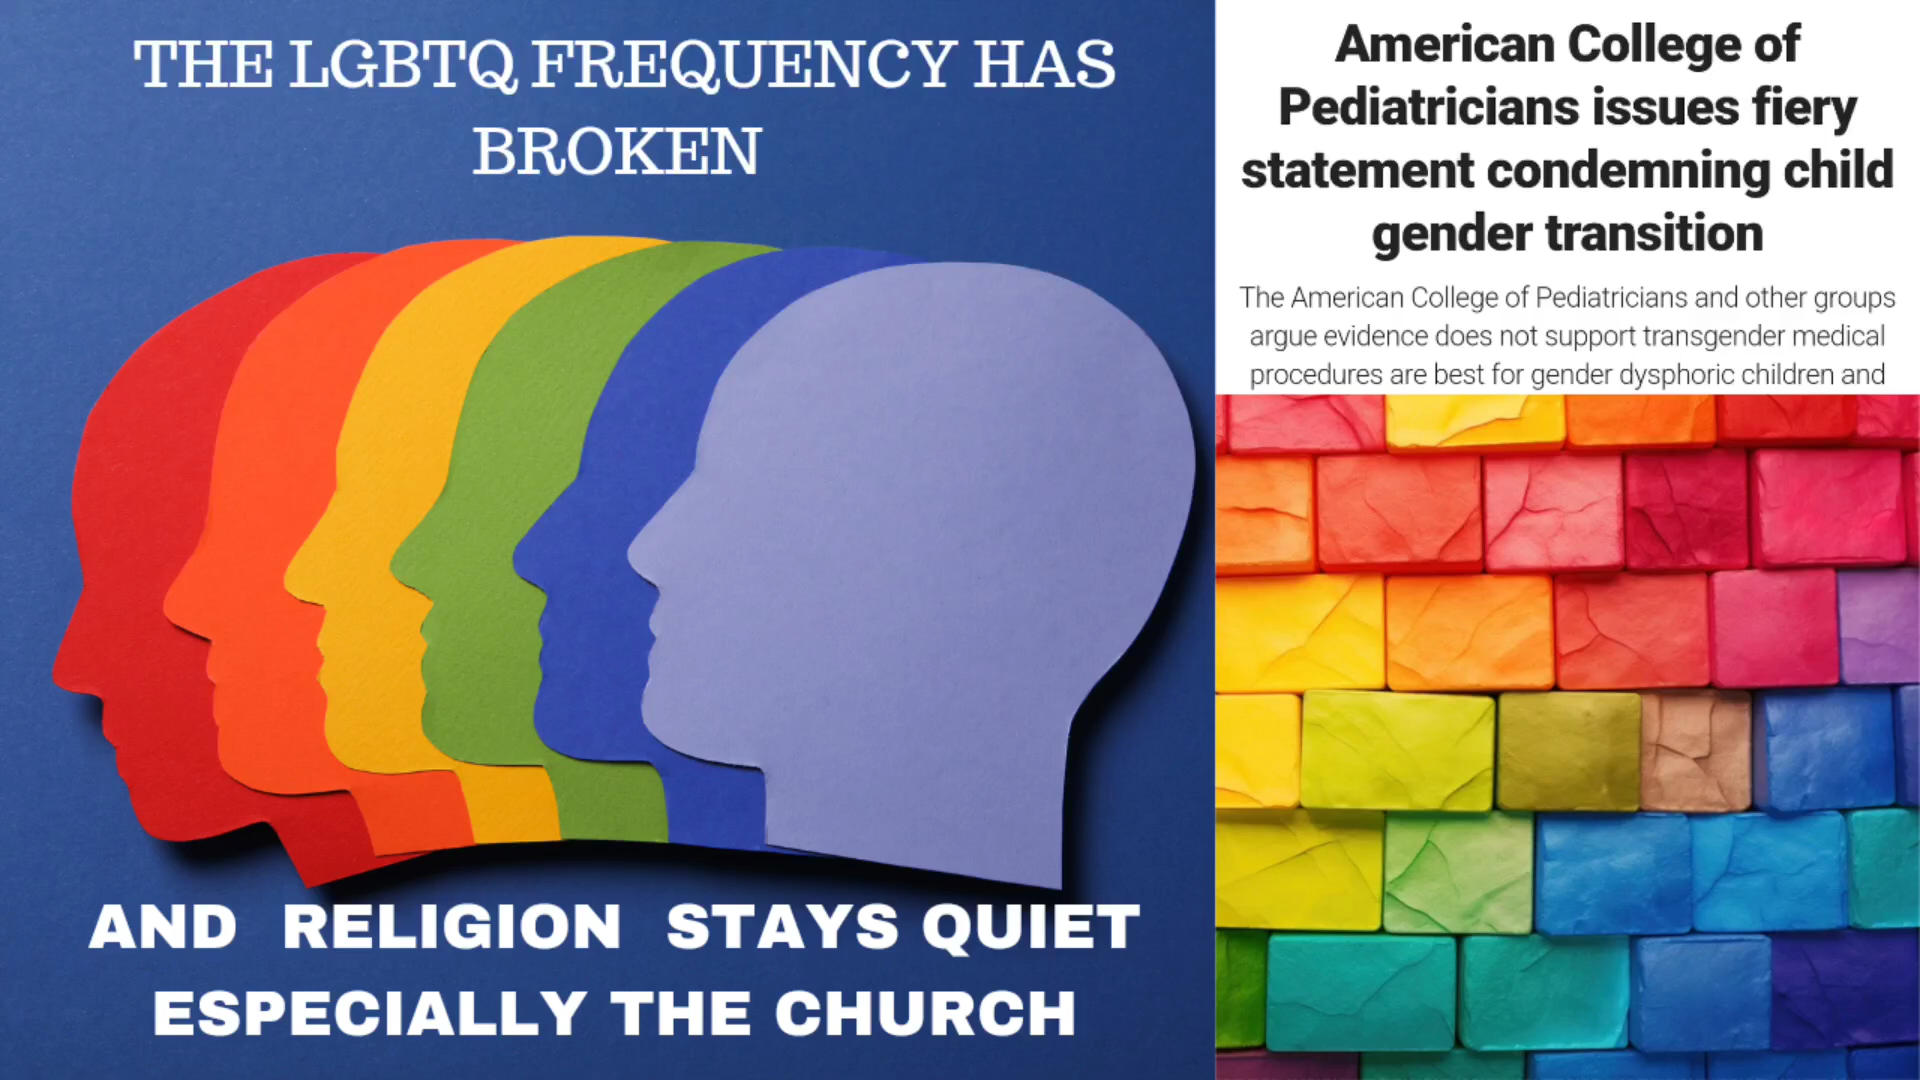 THE LGBTQ FREQUENCY HAS
BROKEN
AND RELIGION STAYS QUIET
ESPECIALLY THE CHURCH
American College of
Pediatricians issues fiery
statement condemning child
gender transition
The American College of Pediatricians and other groups
argue evidence does not support transgender medical
procedures are best for gender dysphoric children and